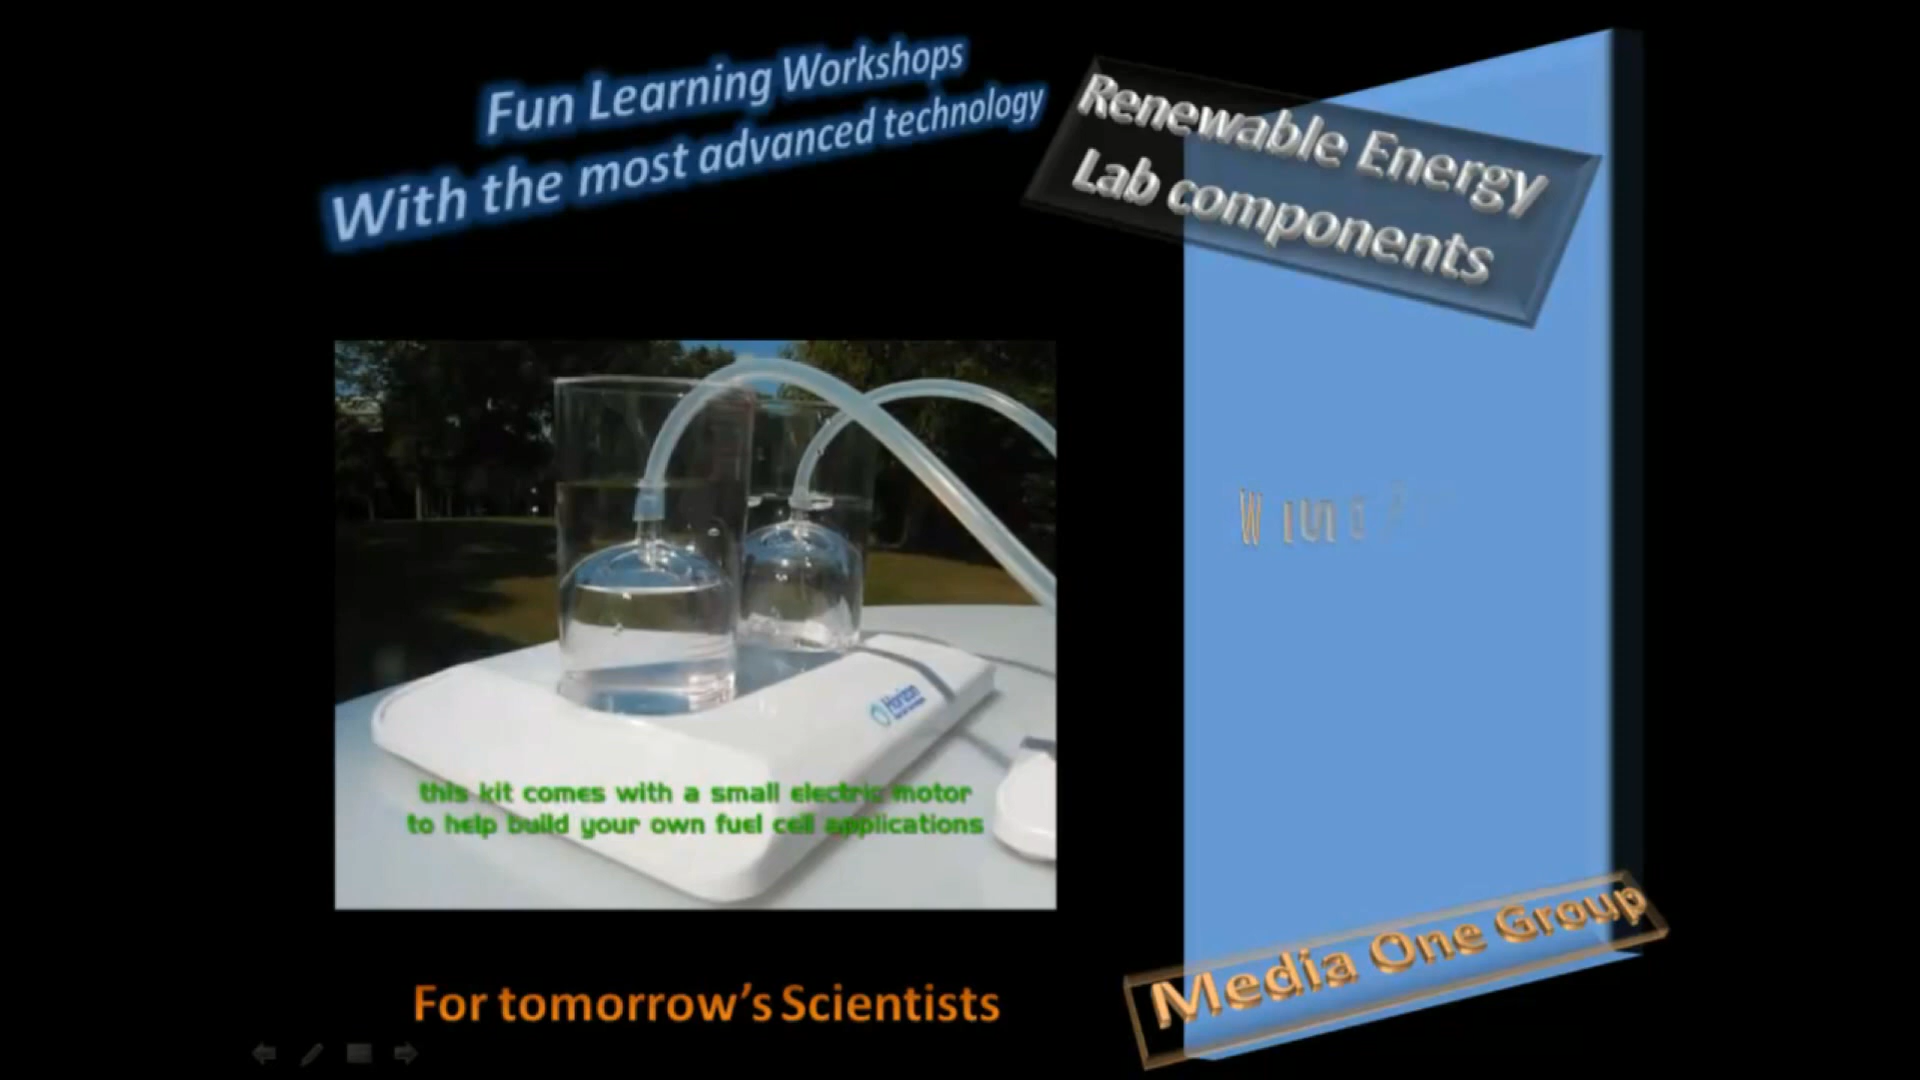 Fun Learning Workshops
With the most advanced technology
Renewable Energy
Lab components
Horizon
this kit comes with a small electric motor
to help build your own fuel cell applications
Media One Group
For tomorrow's Scientists